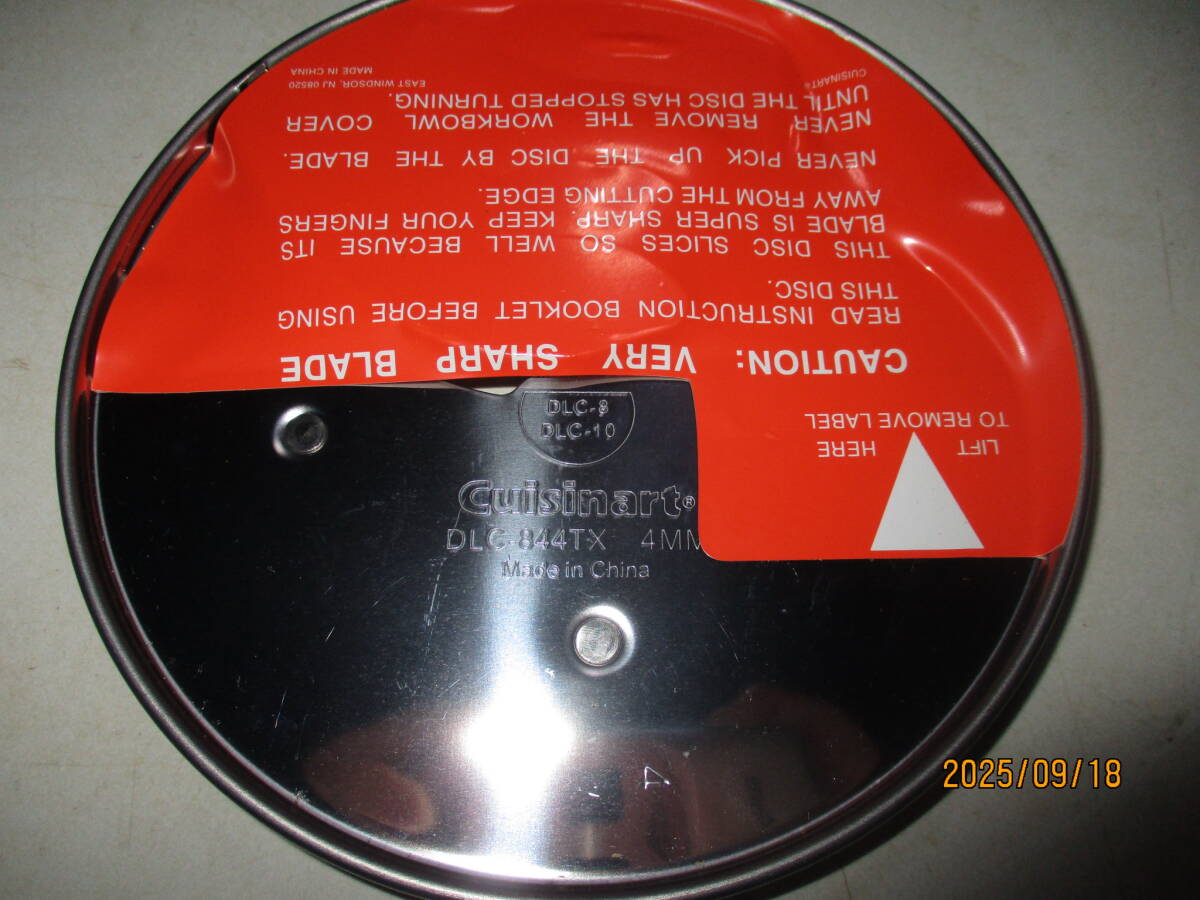 CAUTION: VERY SHARP BLADE
READ INSTRUCTION BOOKLET BEFORE USING
THIS DISC.
THIS DISC SLICES SO WELL BECAUSE ITS
BLADE IS SUPER SHARP. KEEP YOUR FINGERS
AWAY FROM THE CUTTING EDGE.
NEVER PICK UP THE DISC BY THE BLADE.
NEVER REMOVE THE WORKBOWL COVER
UNTIL THE DISC HAS STOPPED TURNING.
CUISINART®
EAST WINDSOR, NJ 08520
MADE IN CHINA
LIFT HERE
TO REMOVE LABEL
DLC-8
DLC-10
Cuisinart®
DLC-844TX 4MM
Made in China
4
2025/09/18